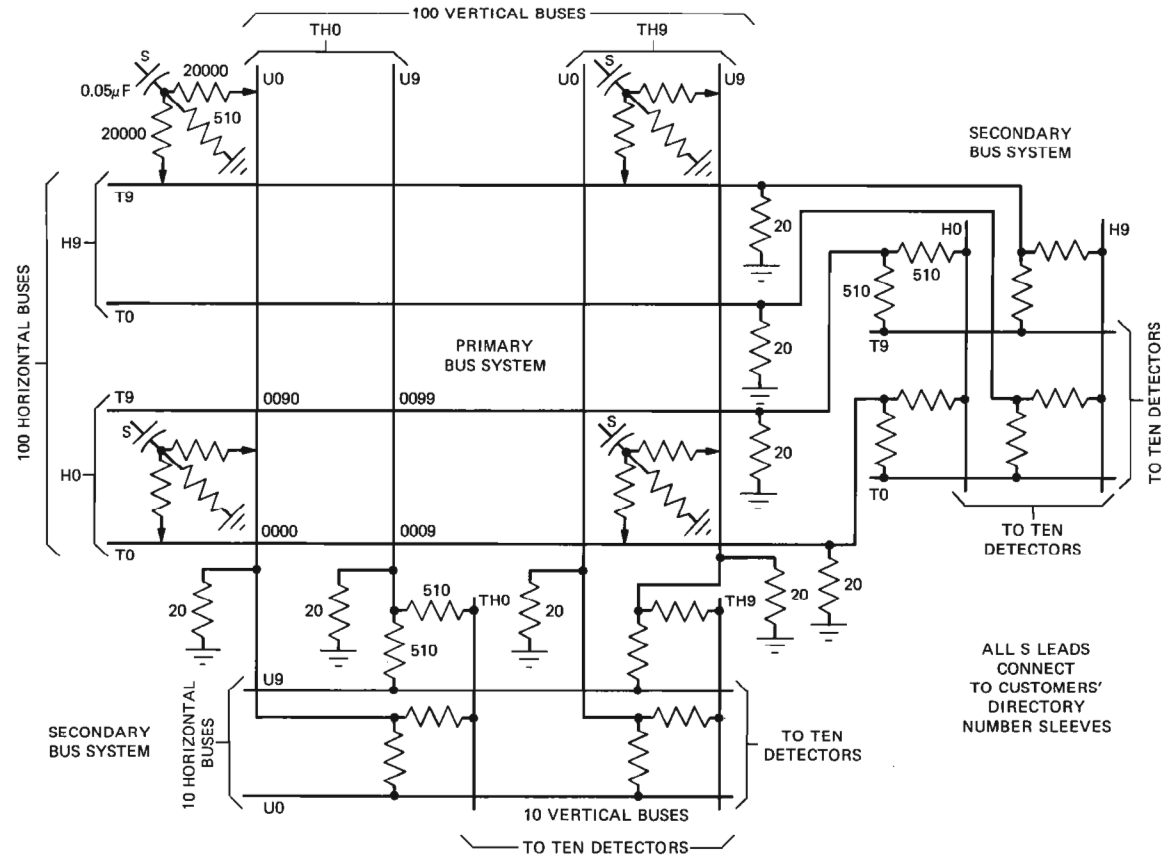 100 VERTICAL BUSES
TH0
TH9
S
20000
U0
U9
U0
S
U9
0.05μF
510
20000
SECONDARY
BUS SYSTEM
T9
H9
20
H0
H9
510
100 HORIZONTAL BUSES
510
T0
T9
PRIMARY
BUS SYSTEM
20
T9
0090
0099
TO TEN DETECTORS
S
S
20
H0
T0
0000
0009
T0
TO TEN
DETECTORS
20
20
510
TH0
20
TH9
20
20
510
ALL S LEADS
CONNECT
TO CUSTOMERS'
DIRECTORY
NUMBER SLEEVES
U9
SECONDARY
BUS SYSTEM
10 HORIZONTAL
BUSES
TO TEN
DETECTORS
U0
10 VERTICAL BUSES
TO TEN DETECTORS